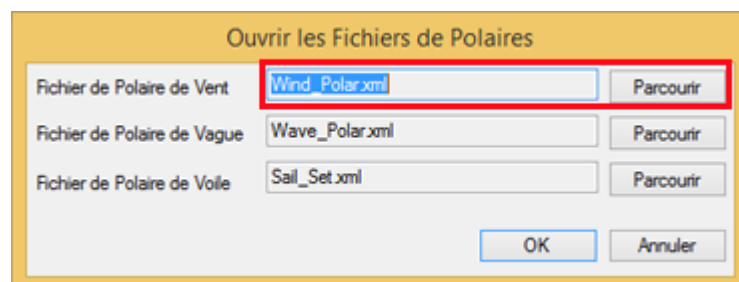 Ouvrir les Fichiers de Polaires
Fichier de Polaire de Vent Wind_Polar.xml Parcourir
Fichier de Polaire de Vague Wave_Polar.xml Parcourir
Fichier de Polaire de Voile Sail_Set.xml Parcourir
OK Annuler